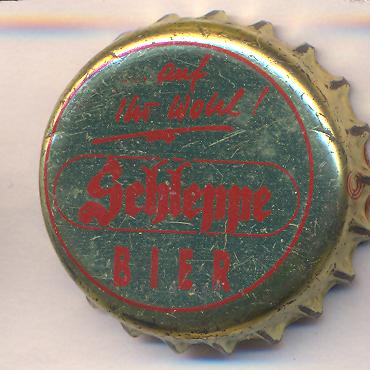 ... auf
Ihr Wohl!
Schleppe
BIER